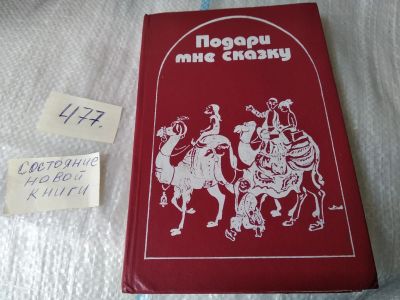 Подари
мне сказку
477.
СОСТОЯНИЕ
НОВОЙ
КНИГИ